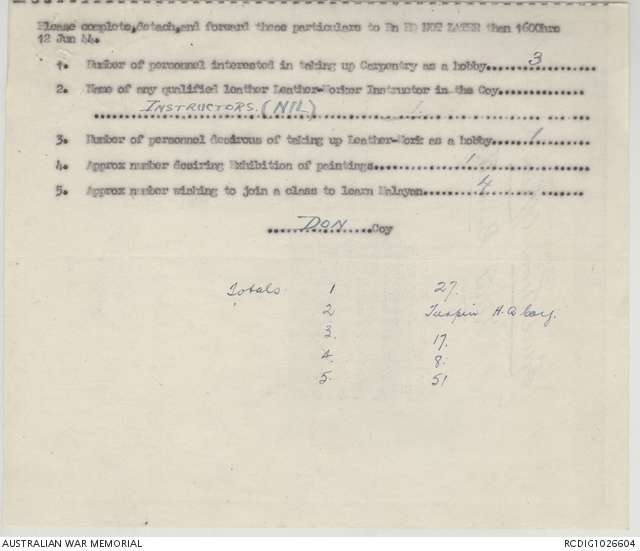 Please complete,detach,and forward these particulars to Bn HQ NOT LATER than 1600hrs
12 Jun 44.
1. Number of personnel interested in taking up Carpentry as a hobby......3.......
2. Name of any qualified leather Leather-Worker Instructor in the Coy...............
INSTRUCTORS.(NIL)
3. Number of personnel desirous of taking up Leather-Work as a hobby......1.......
4. Approx number desiring Exhibition of paintings..............1.......
5. Approx number wishing to join a class to learn Malayan.........4.......
.....DON.....Coy
Totals. 1 27.
2 Turpin H.Q Coy.
3. 17.
4. 8.
5. 51
AUSTRALIAN WAR MEMORIAL RCDIG1026604